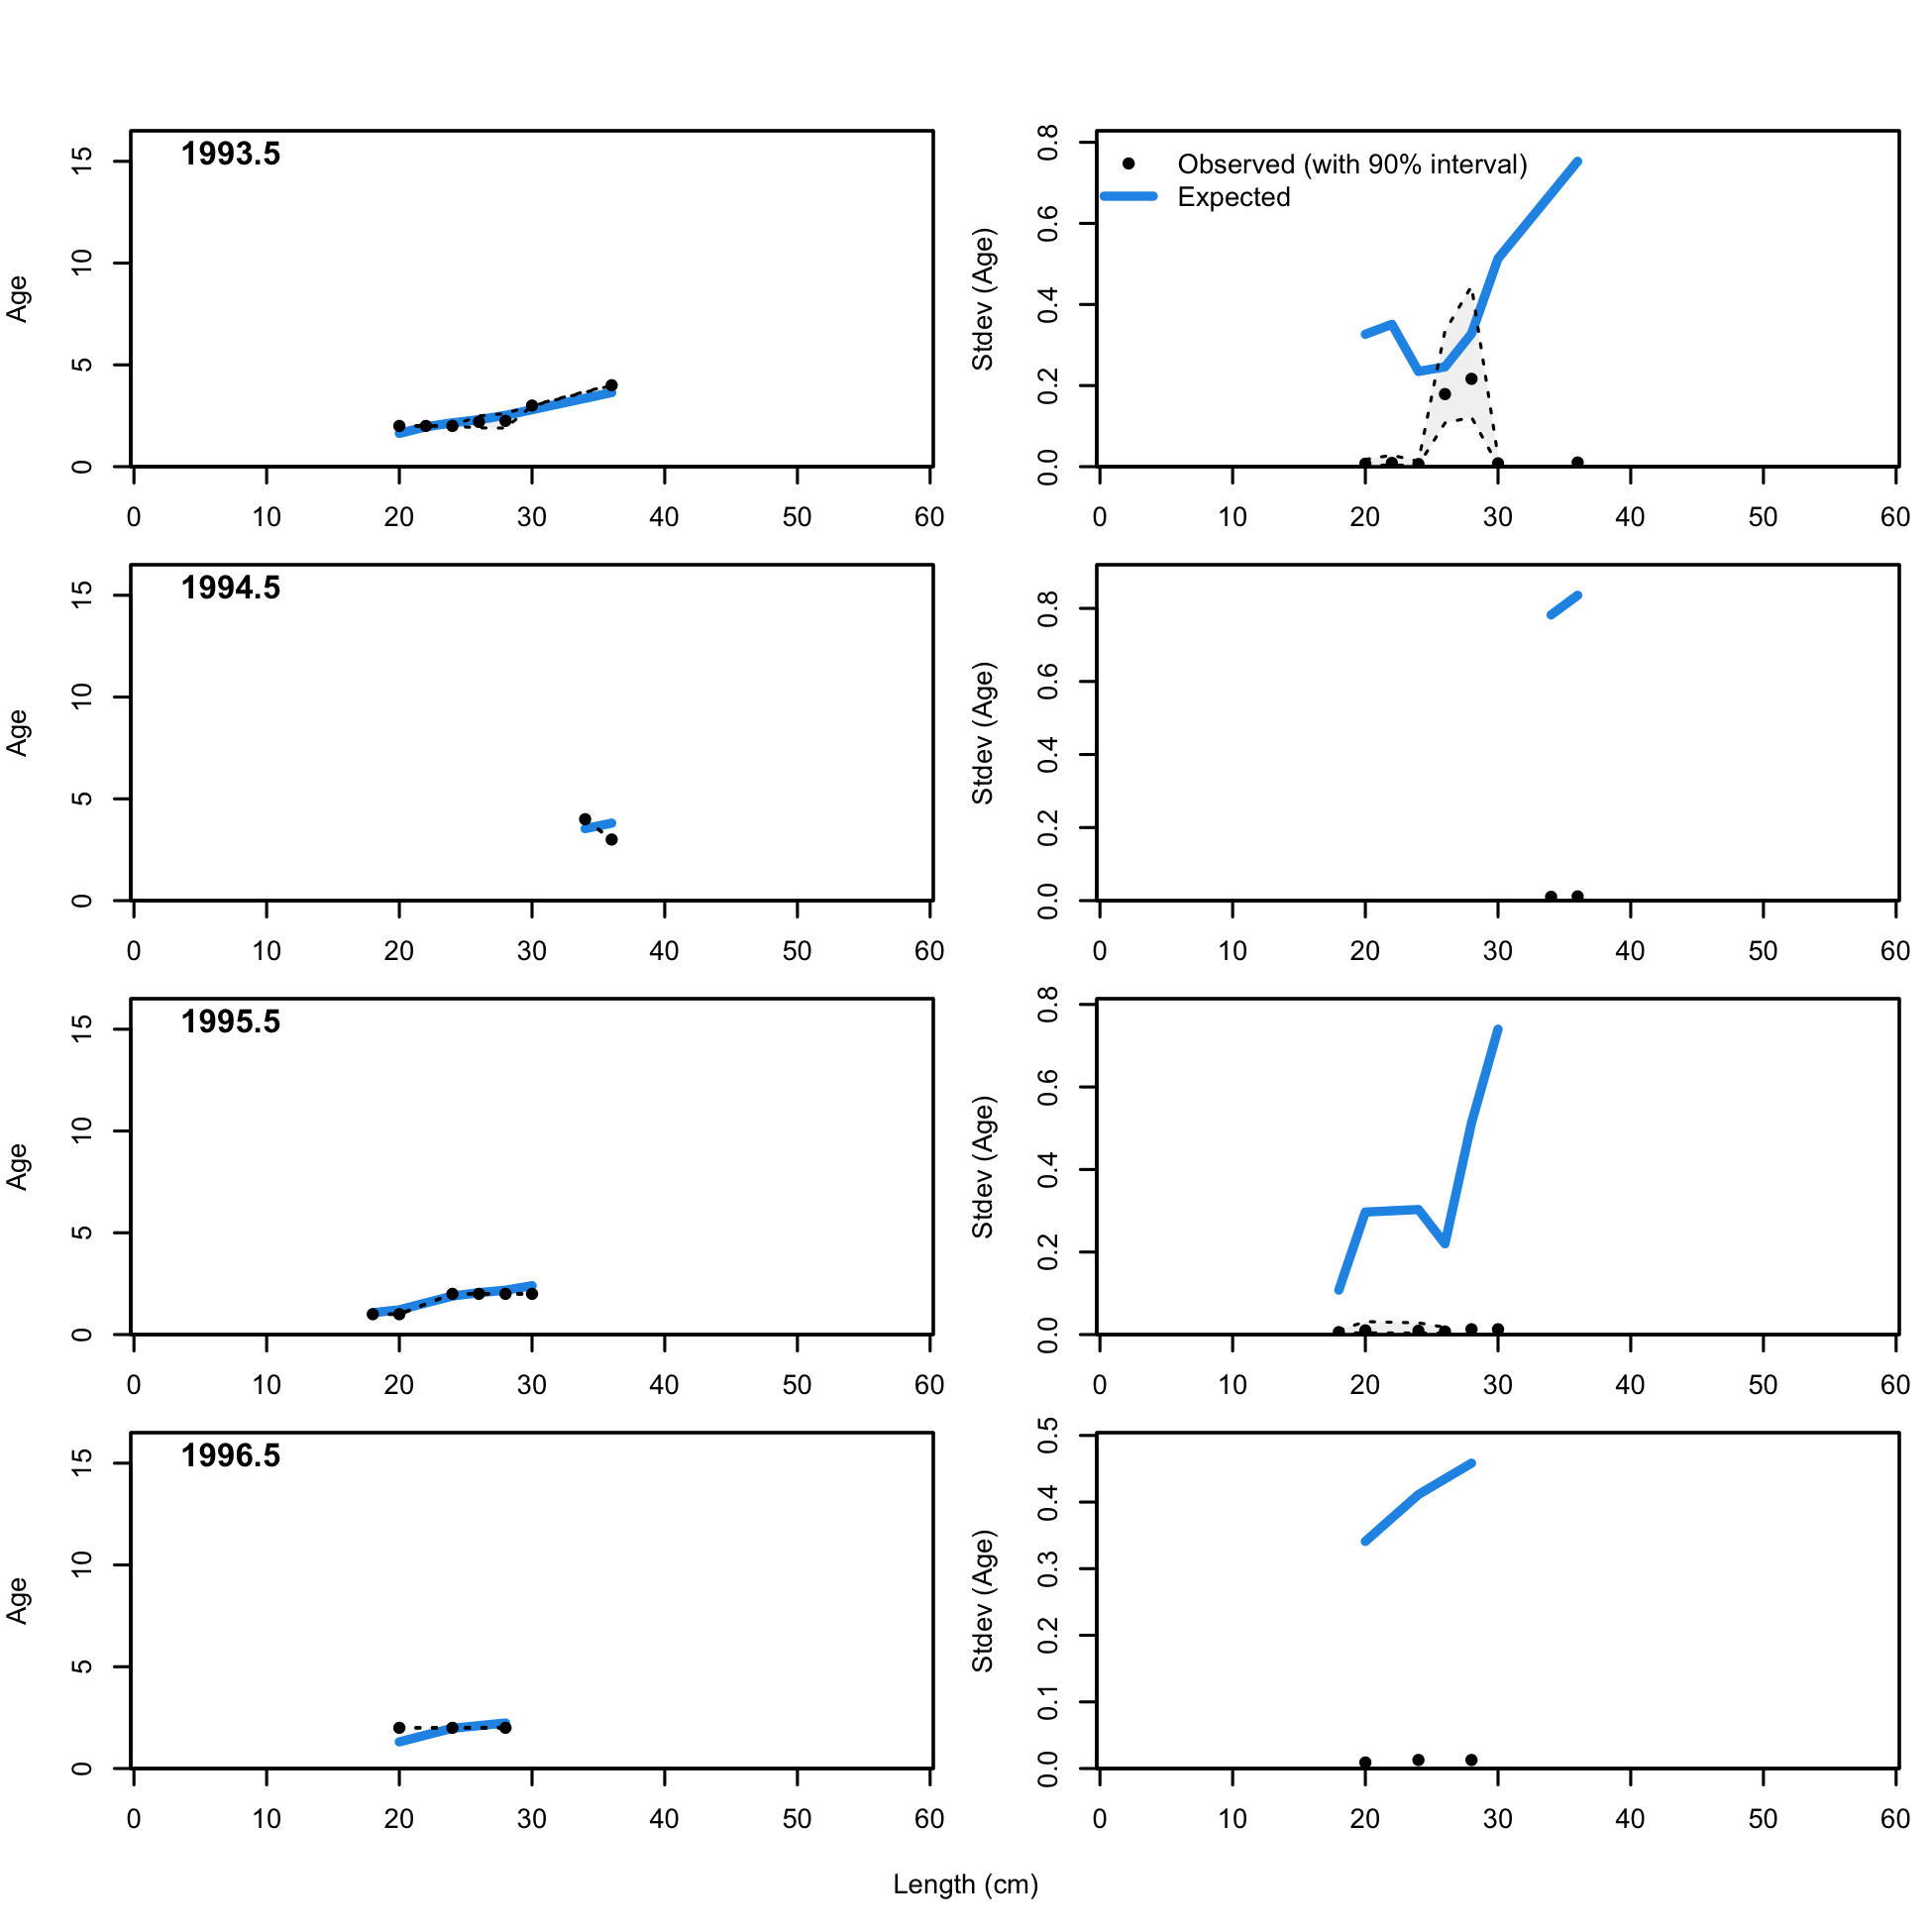 1993.5
Age
0 5 10 15
0 10 20 30 40 50 60
Observed (with 90% interval)
Expected
Stdev (Age)
0.0 0.2 0.4 0.6 0.8
0 10 20 30 40 50 60
1994.5
Age
0 5 10 15
0 10 20 30 40 50 60
Stdev (Age)
0.0 0.2 0.4 0.6 0.8
0 10 20 30 40 50 60
1995.5
Age
0 5 10 15
0 10 20 30 40 50 60
Stdev (Age)
0.0 0.2 0.4 0.6 0.8
0 10 20 30 40 50 60
1996.5
Age
0 5 10 15
0 10 20 30 40 50 60
Stdev (Age)
0.0 0.1 0.2 0.3 0.4 0.5
0 10 20 30 40 50 60
Length (cm)